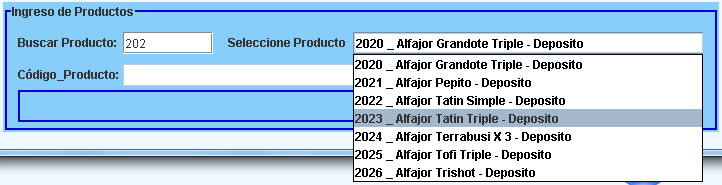 Ingreso de Productos
Buscar Producto: 202 Seleccione Producto 2020 _ Alfajor Grandote Triple - Deposito
Código_Producto:
2020 _ Alfajor Grandote Triple - Deposito
2021 _ Alfajor Pepito - Deposito
2022 _ Alfajor Tatin Simple - Deposito
2023 _ Alfajor Tatin Triple - Deposito
2024 _ Alfajor Terrabusi X 3 - Deposito
2025 _ Alfajor Tofi Triple - Deposito
2026 _ Alfajor Trishot - Deposito